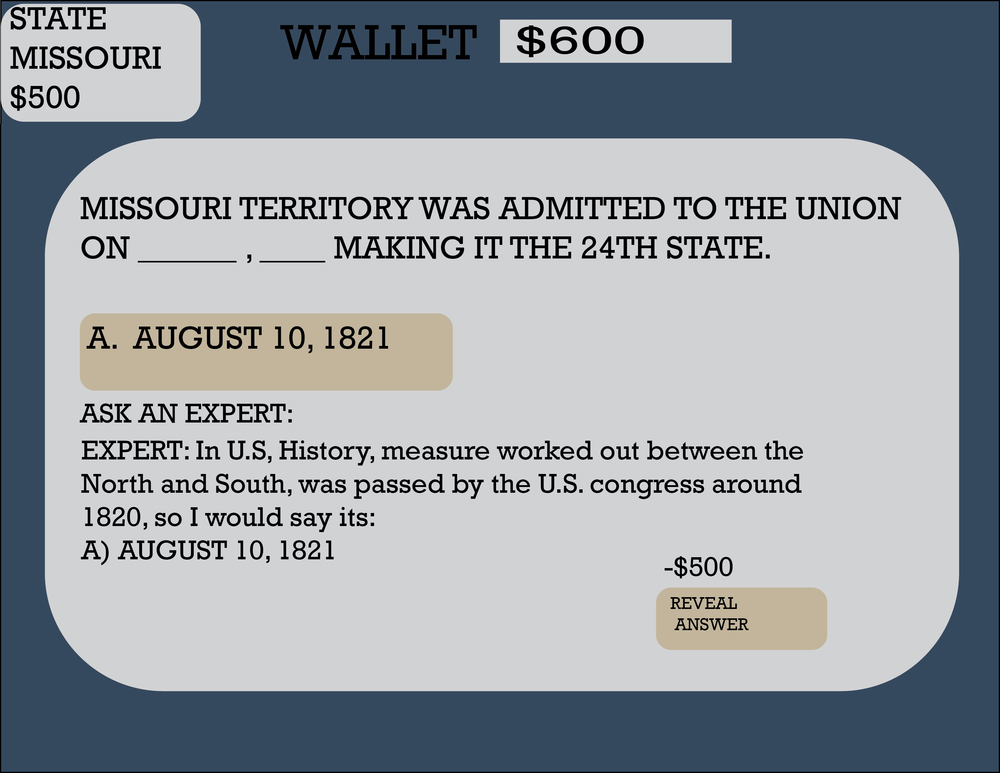 STATE
MISSOURI
$500
WALLET $600
MISSOURI TERRITORY WAS ADMITTED TO THE UNION
ON ______ , ____ MAKING IT THE 24TH STATE.
A. AUGUST 10, 1821
ASK AN EXPERT:
EXPERT: In U.S, History, measure worked out between the
North and South, was passed by the U.S. congress around
1820, so I would say its:
A) AUGUST 10, 1821
-$500
REVEAL
ANSWER